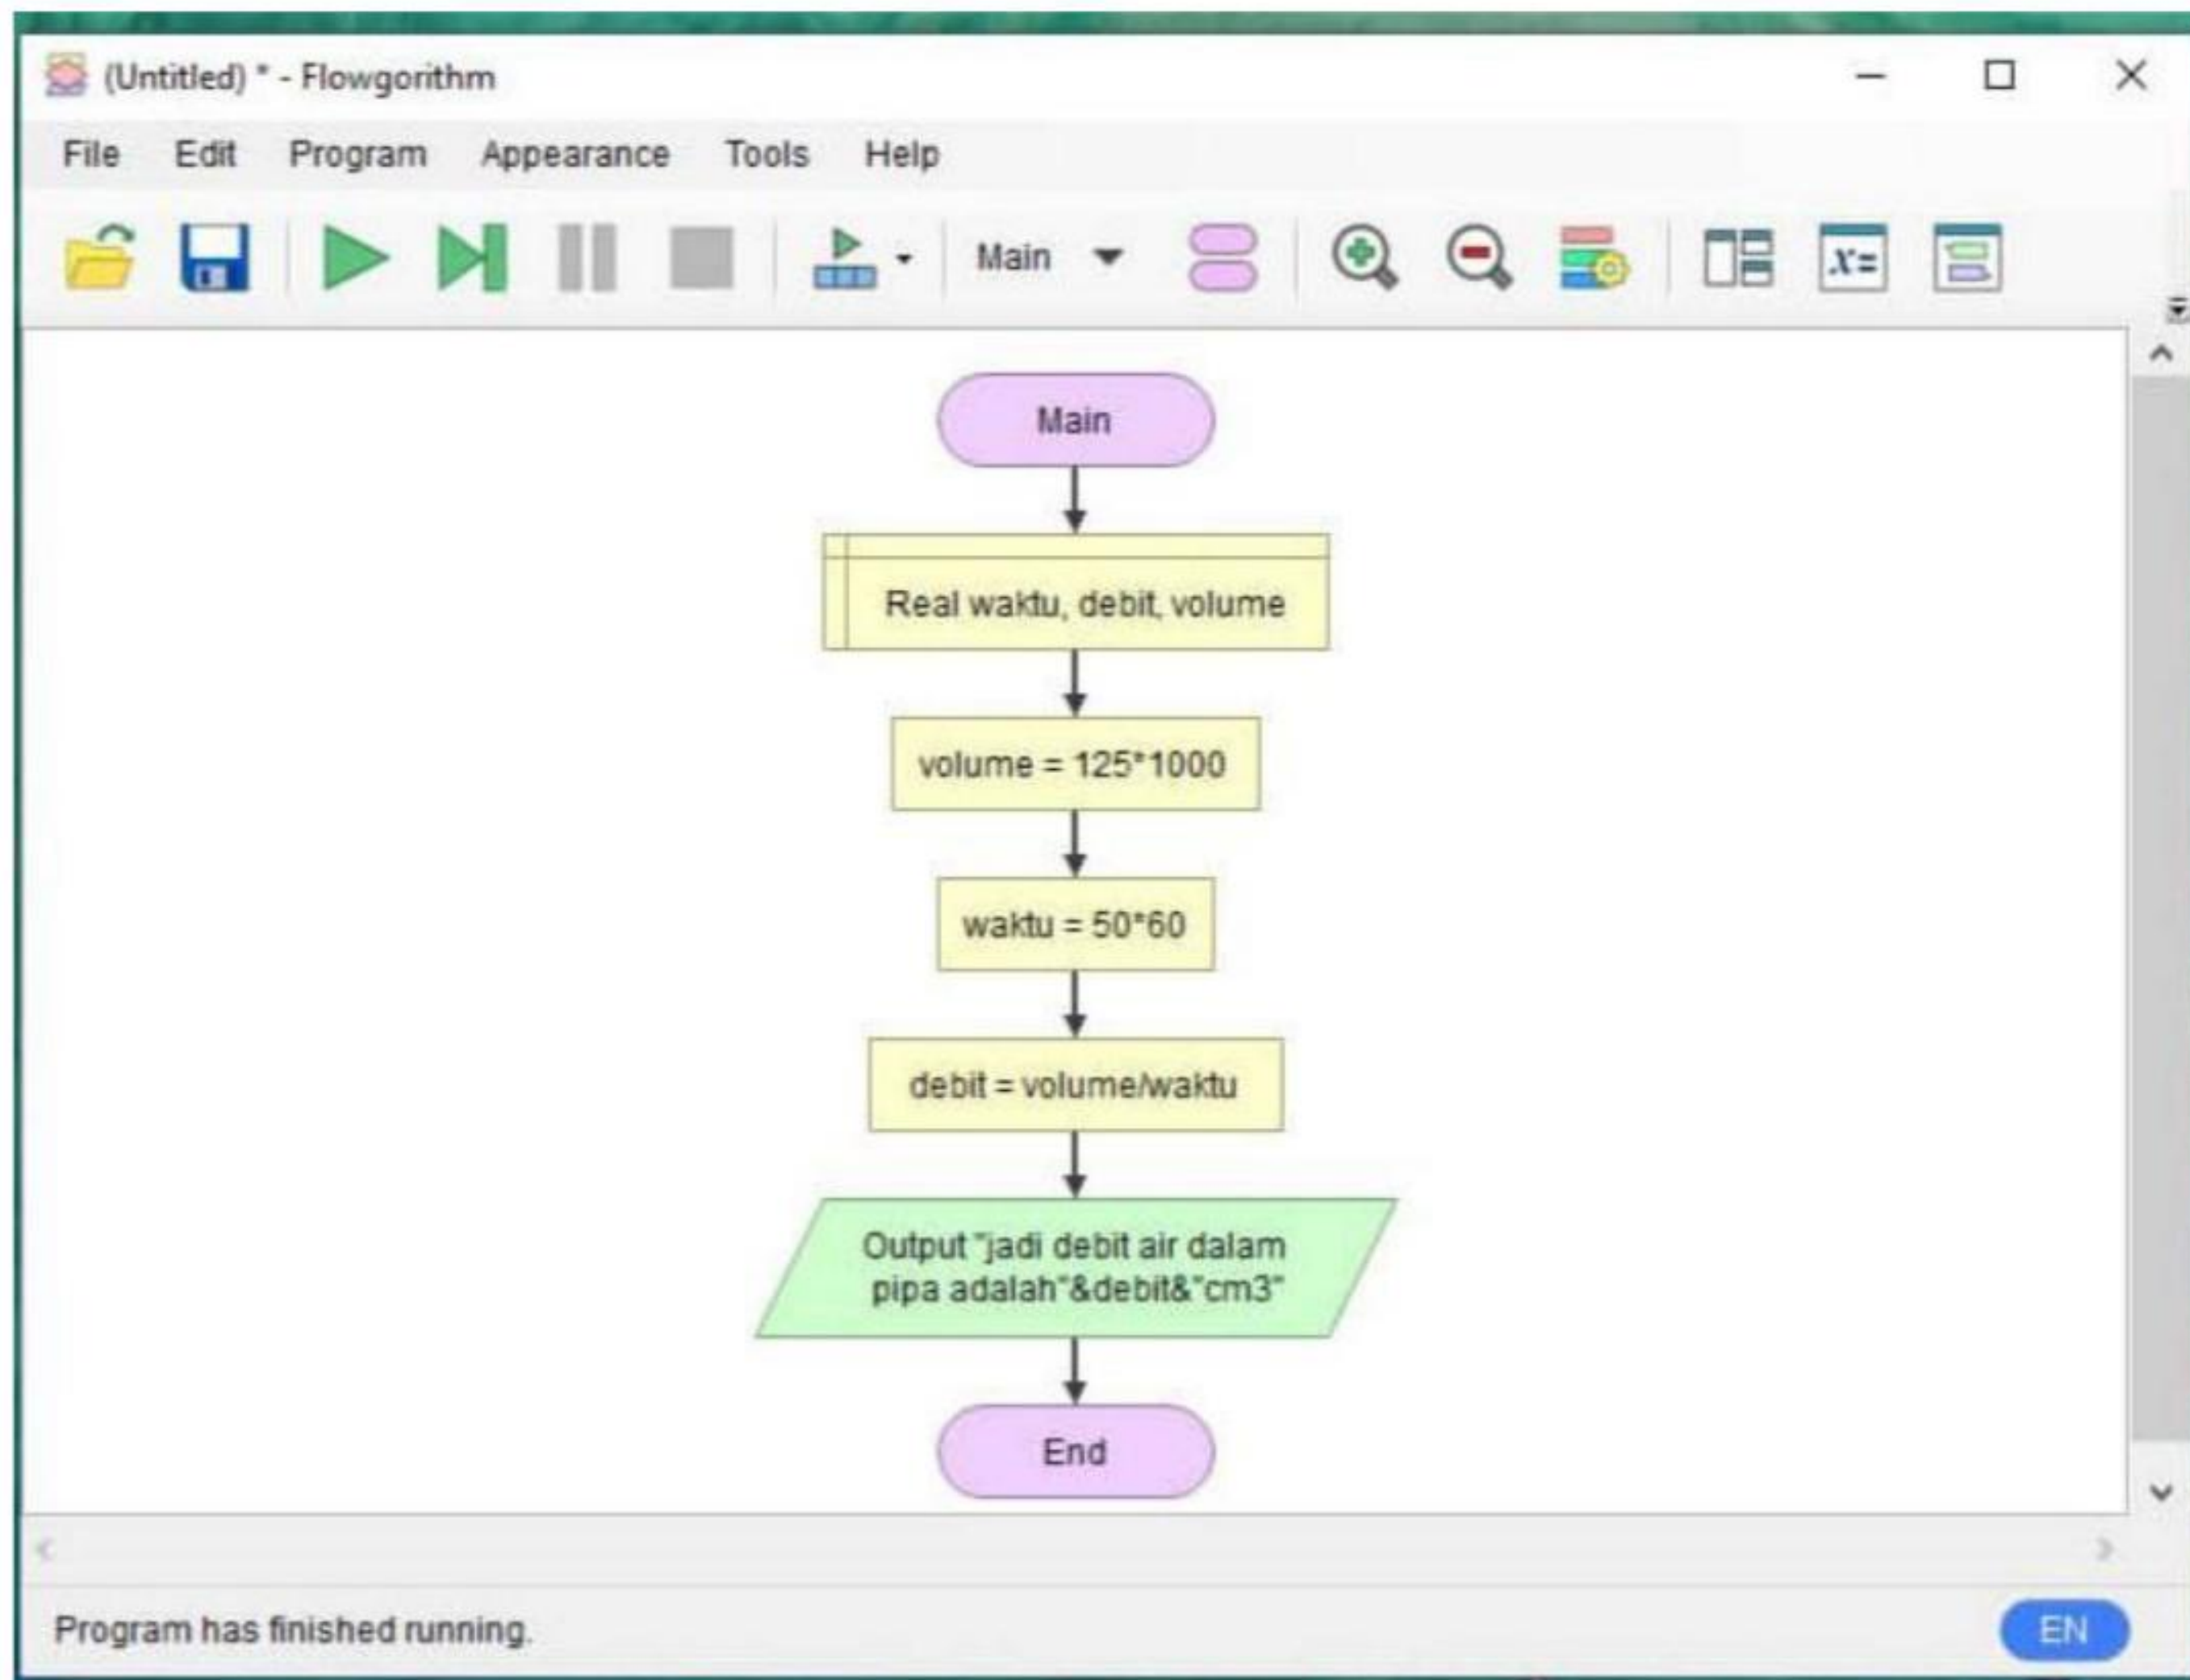 (Untitled) * - Flowgorithm
File Edit Program Appearance Tools Help
Main
x=
Main
Real waktu, debit, volume
volume = 125*1000
waktu = 50*60
debit = volume/waktu
Output "jadi debit air dalam
pipa adalah"&debit&"cm3"
End
Program has finished running.
EN